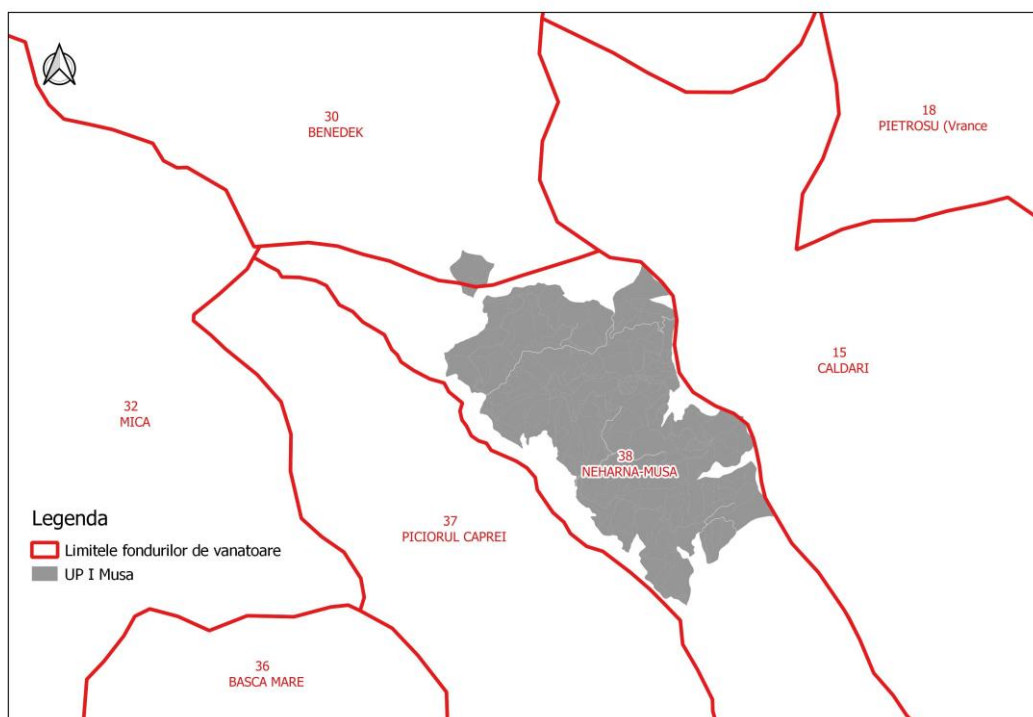 30
BENEDEK
18
PIETROSU (Vrance
15
CALDARI
32
MICA
38
NEHARNA-MUSA
37
PICIORUL CAPREI
Legenda
Limitele fondurilor de vanatoare
UP I Musa
36
BASCA MARE